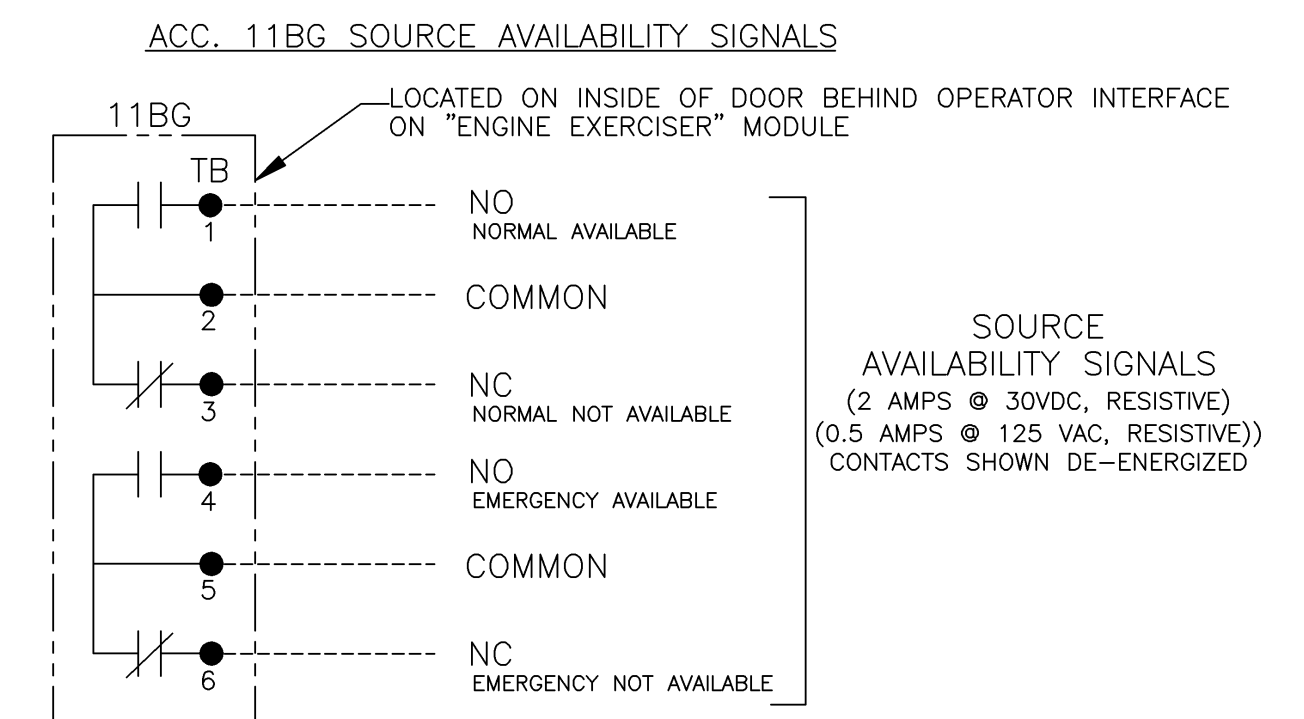 ACC. 11BG SOURCE AVAILABILITY SIGNALS
LOCATED ON INSIDE OF DOOR BEHIND OPERATOR INTERFACE
ON "ENGINE EXERCISER" MODULE
11BG
TB
1
NO
NORMAL AVAILABLE
2
COMMON
3
NC
NORMAL NOT AVAILABLE
4
NO
EMERGENCY AVAILABLE
5
COMMON
6
NC
EMERGENCY NOT AVAILABLE
SOURCE
AVAILABILITY SIGNALS
(2 AMPS @ 30VDC, RESISTIVE)
(0.5 AMPS @ 125 VAC, RESISTIVE))
CONTACTS SHOWN DE-ENERGIZED